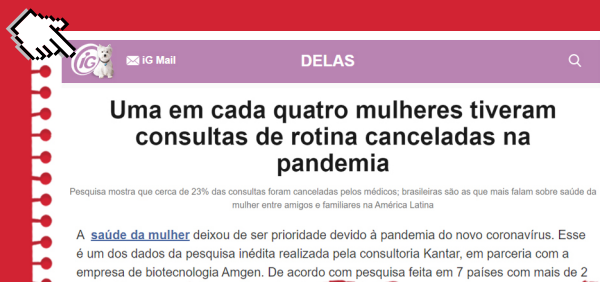 iG iG Mail DELAS
Uma em cada quatro mulheres tiveram
consultas de rotina canceladas na
pandemia
Pesquisa mostra que cerca de 23% das consultas foram canceladas pelos médicos; brasileiras são as que mais falam sobre saúde da
mulher entre amigos e familiares na América Latina
A saúde da mulher deixou de ser prioridade devido à pandemia do novo coronavírus. Esse
é um dos dados da pesquisa inédita realizada pela consultoria Kantar, em parceria com a
empresa de biotecnologia Amgen. De acordo com pesquisa feita em 7 países com mais de 2